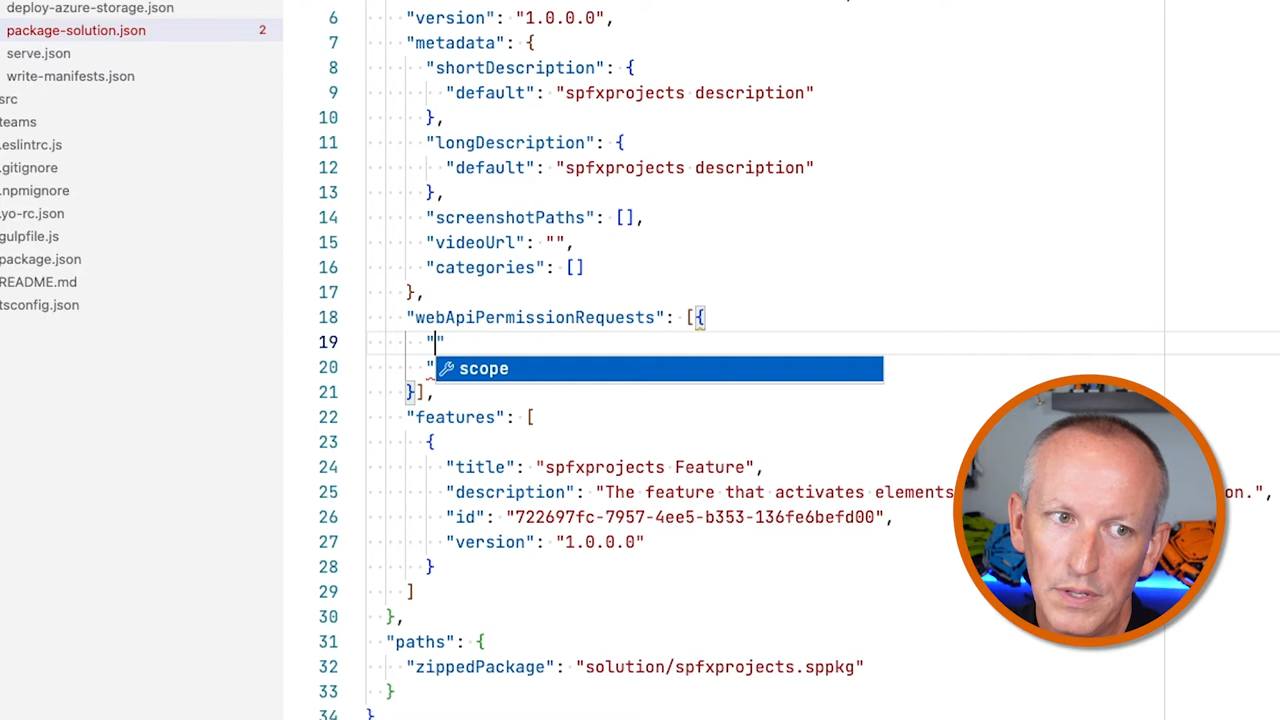 deploy-azure-storage.json
package-solution.json 2
serve.json
write-manifests.json
src
teams
.eslintrc.js
.gitignore
.npmignore
.yo-rc.json
gulpfile.js
package.json
README.md
tsconfig.json
6 "version": "1.0.0.0",
7 "metadata": {
8 "shortDescription": {
9 "default": "spfxprojects description"
10 },
11 "longDescription": {
12 "default": "spfxprojects description"
13 },
14 "screenshotPaths": [],
15 "videoUrl": "",
16 "categories": []
17 },
18 "webApiPermissionRequests": [{
19 ""
scope
20 "
21 }],
22 "features": [
23 {
24 "title": "spfxprojects Feature",
25 "description": "The feature that activates elements on.",
26 "id": "722697fc-7957-4ee5-b353-136fe6befd00",
27 "version": "1.0.0.0"
28 }
29 ]
30 },
31 "paths": {
32 "zippedPackage": "solution/spfxprojects.sppkg"
33 }
34 }